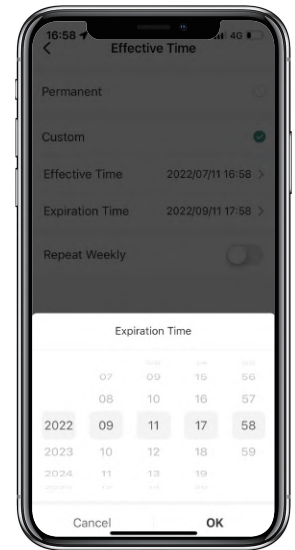 16:58 4G
Effective Time
Permanent
Custom
Effective Time 2022/07/11 16:58 >
Expiration Time 2022/09/11 17:58 >
Repeat Weekly
Expiration Time
07 09 15 56
08 10 16 57
2022 09 11 17 58
2023 10 12 18 59
2024 11 13 19
Cancel OK